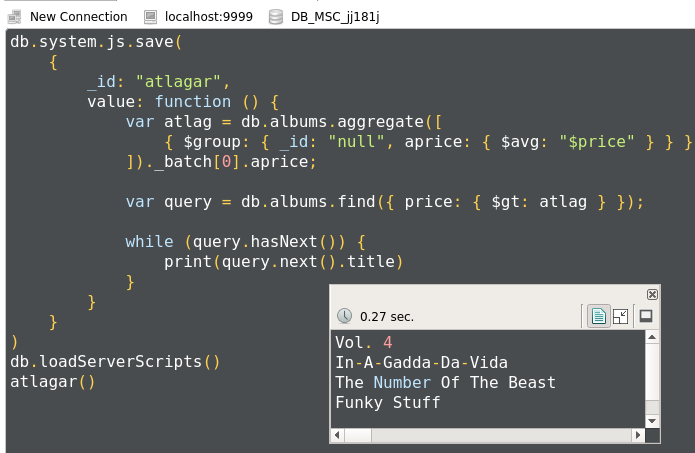 New Connection localhost:9999 DB_MSC_jj181j
db.system.js.save(
    {
        _id: "atlagar",
        value: function () {
            var atlag = db.albums.aggregate([
                { $group: { _id: "null", aprice: { $avg: "$price" } } }
            ])._batch[0].aprice;
            var query = db.albums.find({ price: { $gt: atlag } });
            while (query.hasNext()) {
                print(query.next().title)
            }
        }
    }
)
db.loadServerScripts()
atlagar()
0.27 sec.
Vol. 4
In-A-Gadda-Da-Vida
The Number Of The Beast
Funky Stuff